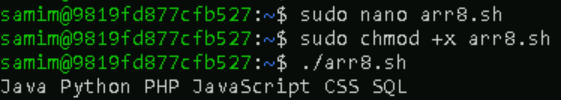 samim@9819fd877cfb527:~$ sudo nano arr8.sh
samim@9819fd877cfb527:~$ sudo chmod +x arr8.sh
samim@9819fd877cfb527:~$ ./arr8.sh
Java Python PHP JavaScript CSS SQL